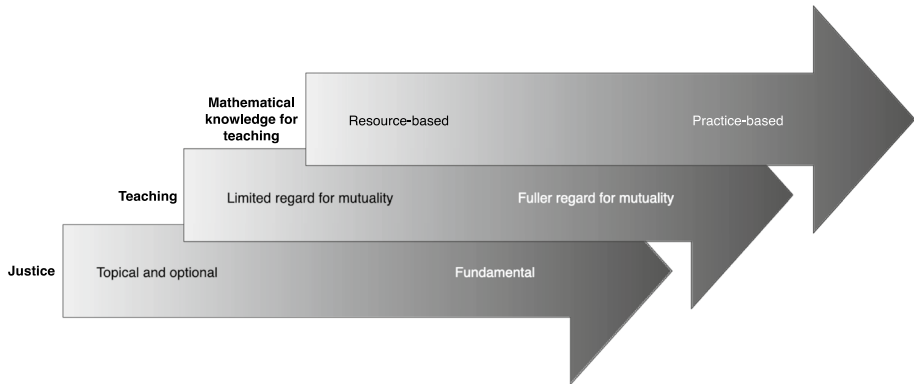 Mathematical
knowledge for
teaching
Resource-based
Practice-based
Teaching
Limited regard for mutuality
Fuller regard for mutuality
Justice
Topical and optional
Fundamental